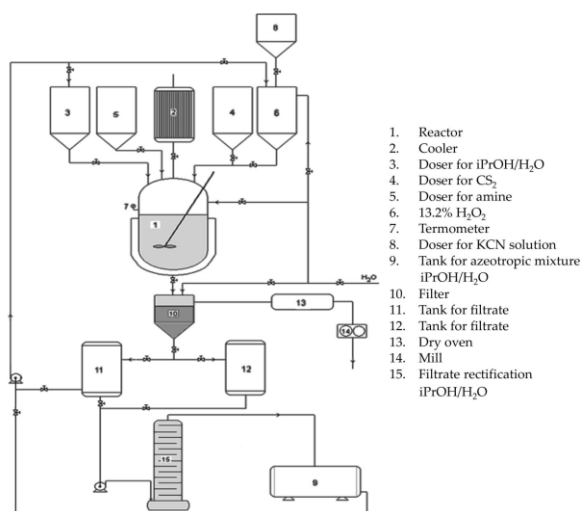 8
3
5
2
4
6
7
1
H₂O
10
13
14
11
12
15
9
1. Reactor
2. Cooler
3. Doser for iPrOH/H₂O
4. Doser for CS₂
5. Doser for amine
6. 13.2% H₂O₂
7. Termometer
8. Doser for KCN solution
9. Tank for azeotropic mixture
iPrOH/H₂O
10. Filter
11. Tank for filtrate
12. Tank for filtrate
13. Dry oven
14. Mill
15. Filtrate rectification
iPrOH/H₂O